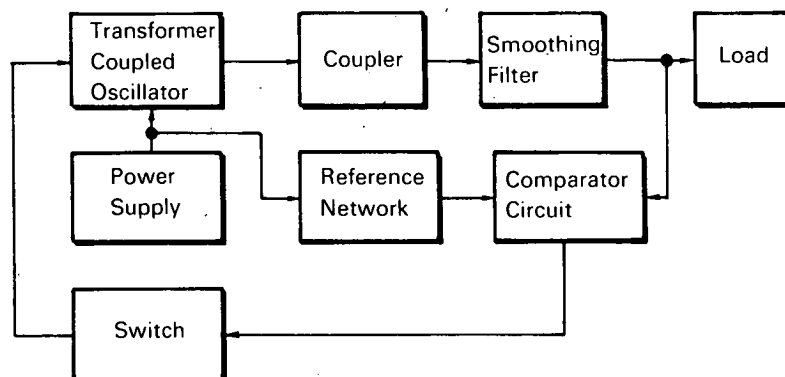 Transformer
Coupled
Oscillator
Coupler
Smoothing
Filter
Load
Power
Supply
Reference
Network
Comparator
Circuit
Switch